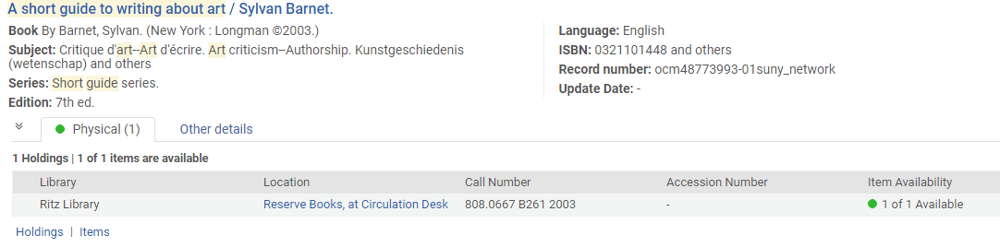 A short guide to writing about art / Sylvan Barnet.
Book By Barnet, Sylvan. (New York : Longman ©2003.)
Subject: Critique d'art--Art d'écrire. Art criticism--Authorship. Kunstgeschiedenis
(wetenschap) and others
Series: Short guide series.
Edition: 7th ed.
Language: English
ISBN: 0321101448 and others
Record number: ocm48773993-01suny_network
Update Date: -
Physical (1) Other details
1 Holdings | 1 of 1 items are available
Library Location Call Number Accession Number Item Availability
Ritz Library Reserve Books, at Circulation Desk 808.0667 B261 2003 - 1 of 1 Available
Holdings | Items